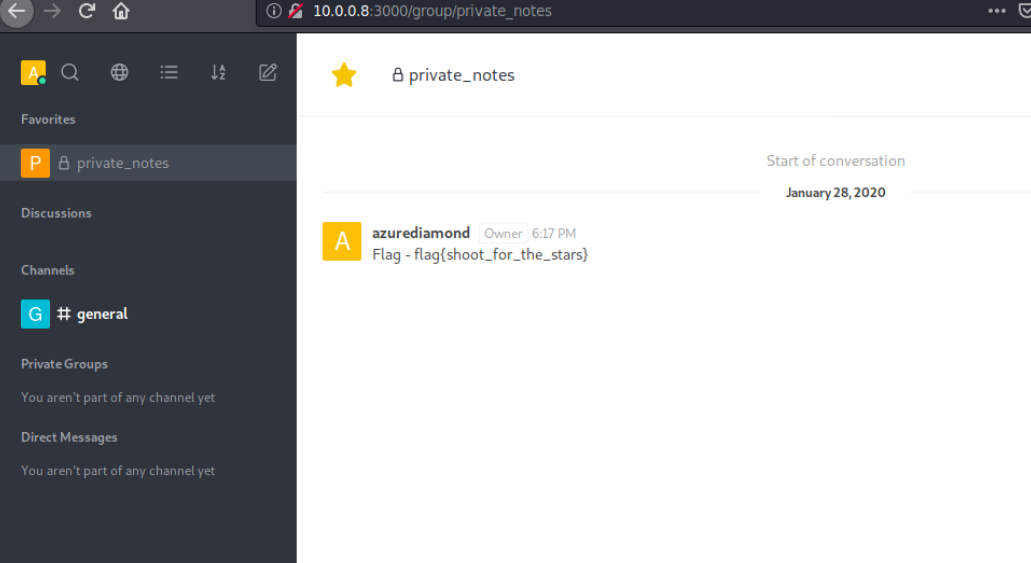 10.0.0.8:3000/group/private_notes
A
Favorites
P private_notes
Discussions
Channels
G # general
Private Groups
You aren't part of any channel yet
Direct Messages
You aren't part of any channel yet
private_notes
Start of conversation
January 28, 2020
A
azurediamond Owner 6:17 PM
Flag - flag{shoot_for_the_stars}